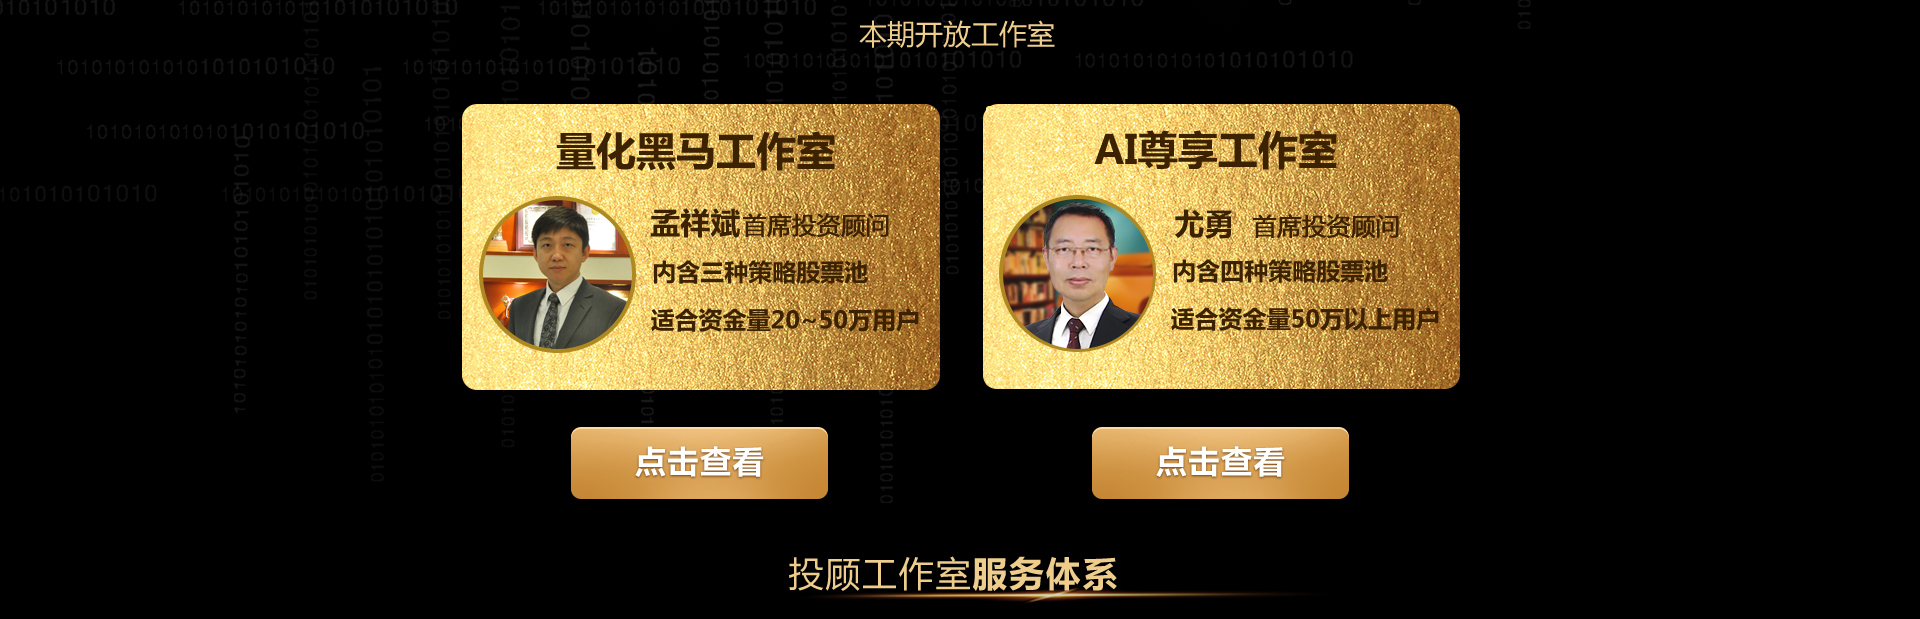 本期开放工作室
量化黑马工作室
孟祥斌首席投资顾问
内含三种策略股票池
适合资金量20~50万用户
点击查看
AI尊享工作室
尤勇 首席投资顾问
内含四种策略股票池
适合资金量50万以上用户
点击查看
投顾工作室服务体系